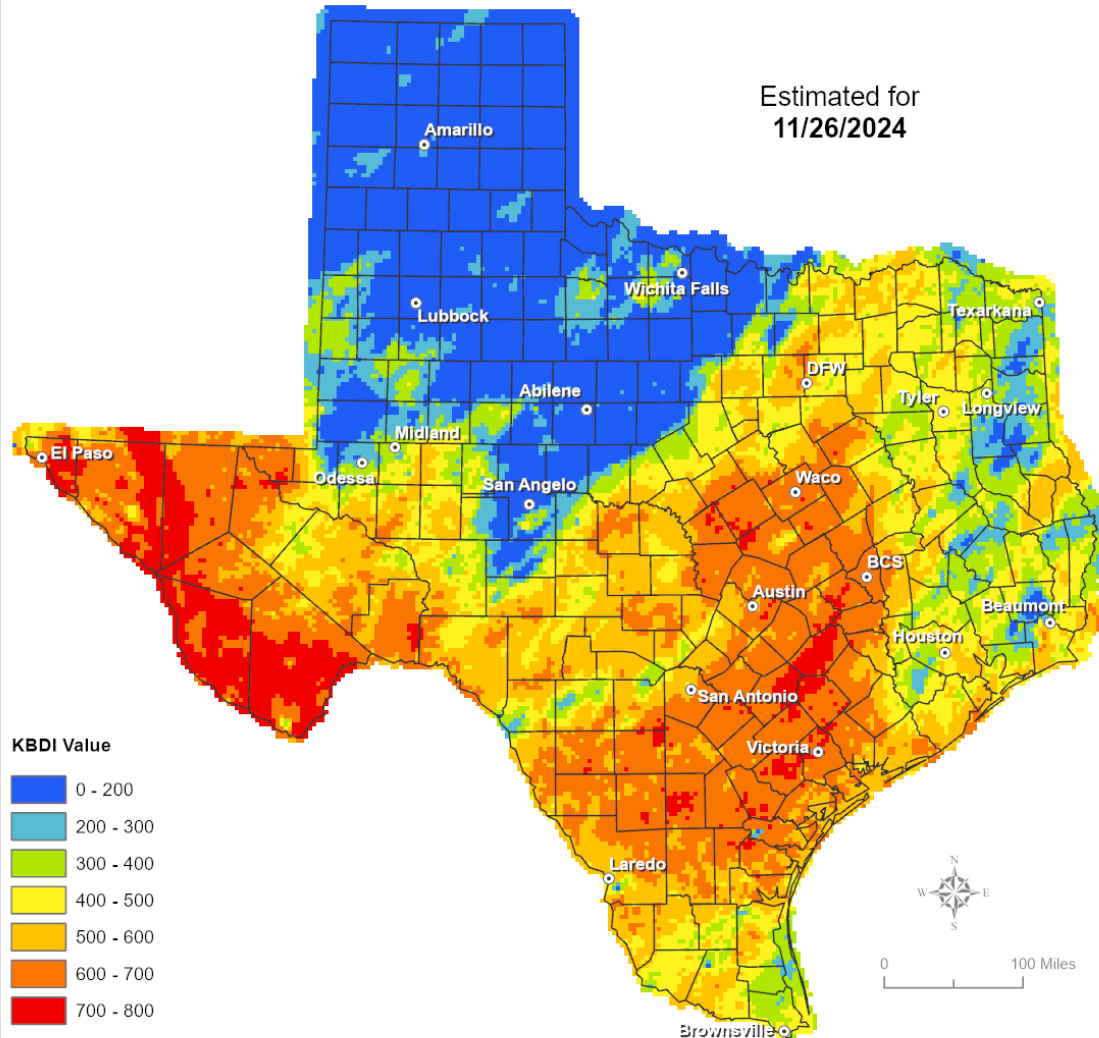 Estimated for
11/26/2024
Amarillo
Wichita Falls
Lubbock
Texarkana
DFW
Abilene
Tyler
Longview
Midland
El Paso
Odessa
San Angelo
Waco
BCS
Austin
Beaumont
Houston
San Antonio
Victoria
Laredo
Brownsville
KBDI Value
0 - 200
200 - 300
300 - 400
400 - 500
500 - 600
600 - 700
700 - 800
N
W E
S
0 100 Miles